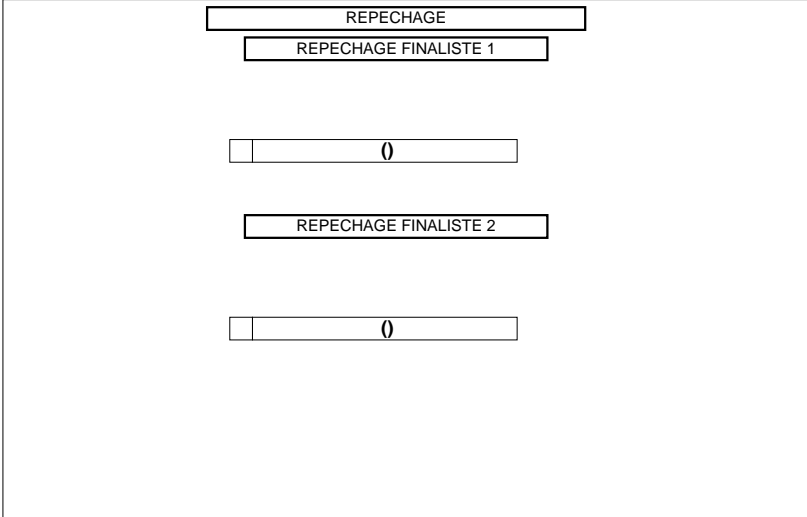 REPECHAGE
REPECHAGE FINALISTE 1
()
REPECHAGE FINALISTE 2
()